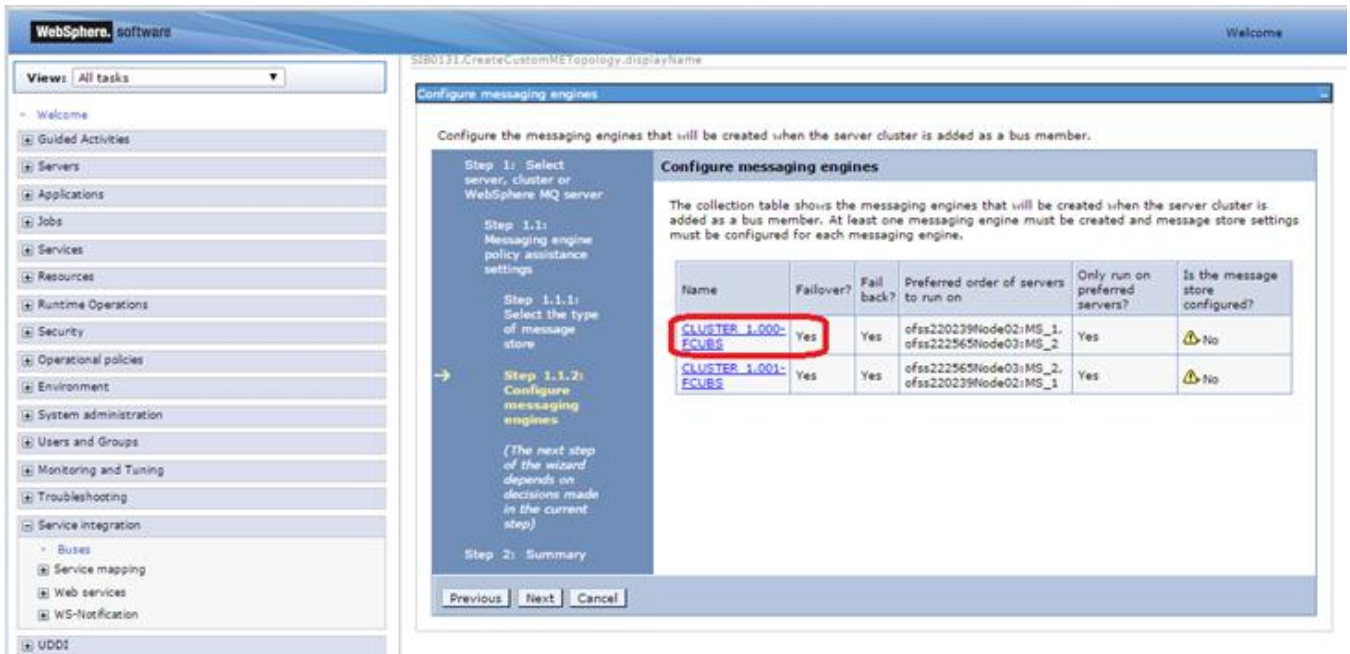 WebSphere. software
Welcome
View: All tasks
Welcome
Guided Activities
Servers
Applications
Jobs
Services
Resources
Runtime Operations
Security
Operational policies
Environment
System administration
Users and Groups
Monitoring and Tuning
Troubleshooting
Service integration
Buses
Service mapping
Web services
WS-Notification
UDDI
SIB0131.CreateCustomMETopology.displayName
Configure messaging engines
Configure the messaging engines that will be created when the server cluster is added as a bus member.
Step 1: Select
server, cluster or
WebSphere MQ server
Step 1.1:
Messaging engine
policy assistance
settings
Step 1.1.1:
Select the type
of message
store
Step 1.1.2:
Configure
messaging
engines
(The next step
of the wizard
depends on
decisions made
in the current
step)
Step 2: Summary
Configure messaging engines
The collection table shows the messaging engines that will be created when the server cluster is
added as a bus member. At least one messaging engine must be created and message store settings
must be configured for each messaging engine.
Name
Failover?
Fail
back?
Preferred order of servers
to run on
Only run on
preferred
servers?
Is the message
store
configured?
CLUSTER_1.000-
FCUBS
Yes
Yes
ofss220239Node02:MS_1,
ofss222565Node03:MS_2
Yes
No
CLUSTER_1.001-
FCUBS
Yes
Yes
ofss222565Node03:MS_2,
ofss220239Node02:MS_1
Yes
No
Previous Next Cancel